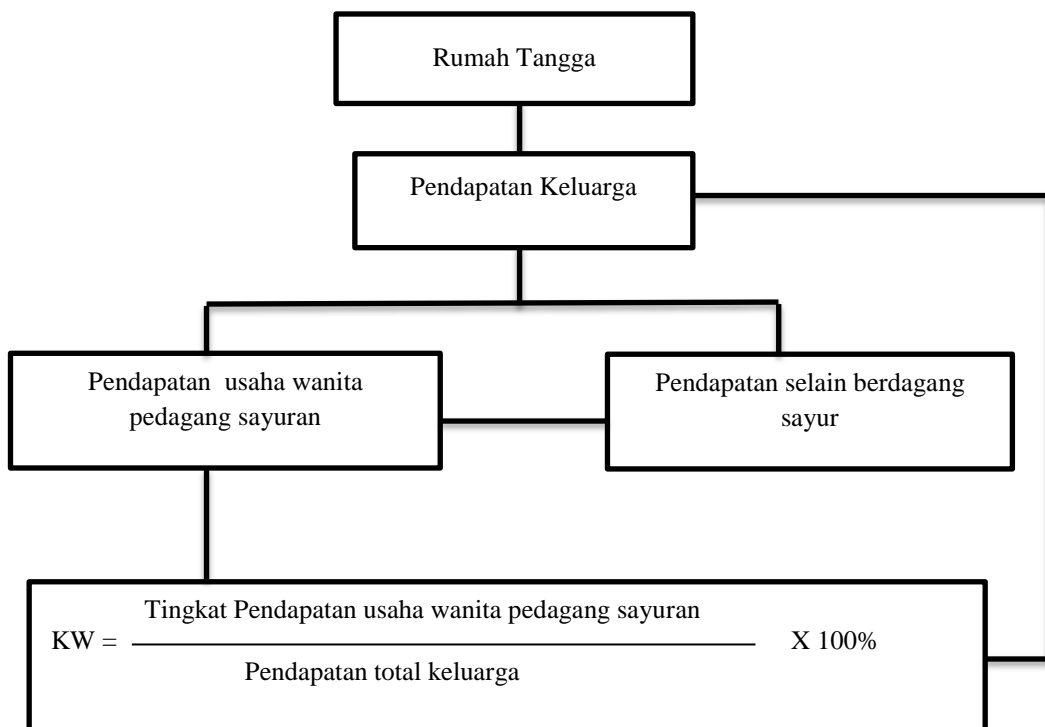 Rumah Tangga
Pendapatan Keluarga
Pendapatan usaha wanita
pedagang sayuran
Pendapatan selain berdagang
sayur
Tingkat Pendapatan usaha wanita pedagang sayuran
KW = X 100%
Pendapatan total keluarga